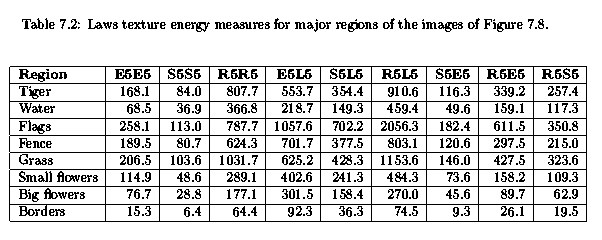 Table 7.2: Laws texture energy measures for major regions of the images of Figure 7.8.
Region E5E5 S5S5 R5R5 E5L5 S5L5 R5L5 S5E5 R5E5 R5S5
Tiger 168.1 84.0 807.7 553.7 354.4 910.6 116.3 339.2 257.4
Water 68.5 36.9 366.8 218.7 149.3 459.4 49.6 159.1 117.3
Flags 258.1 113.0 787.7 1057.6 702.2 2056.3 182.4 611.5 350.8
Fence 189.5 80.7 624.3 701.7 377.5 803.1 120.6 297.5 215.0
Grass 206.5 103.6 1031.7 625.2 428.3 1153.6 146.0 427.5 323.6
Small flowers 114.9 48.6 289.1 402.6 241.3 484.3 73.6 158.2 109.3
Big flowers 76.7 28.8 177.1 301.5 158.4 270.0 45.6 89.7 62.9
Borders 15.3 6.4 64.4 92.3 36.3 74.5 9.3 26.1 19.5